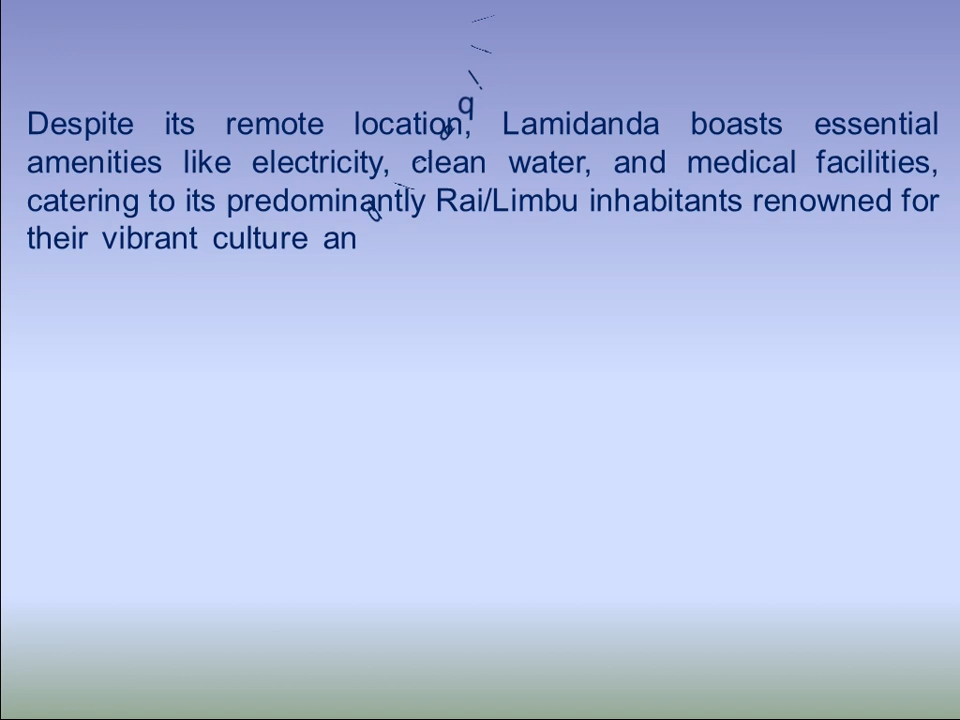 Despite its remote location, Lamidanda boasts essential
amenities like electricity, clean water, and medical facilities,
catering to its predominantly Rai/Limbu inhabitants renowned for
their vibrant culture an